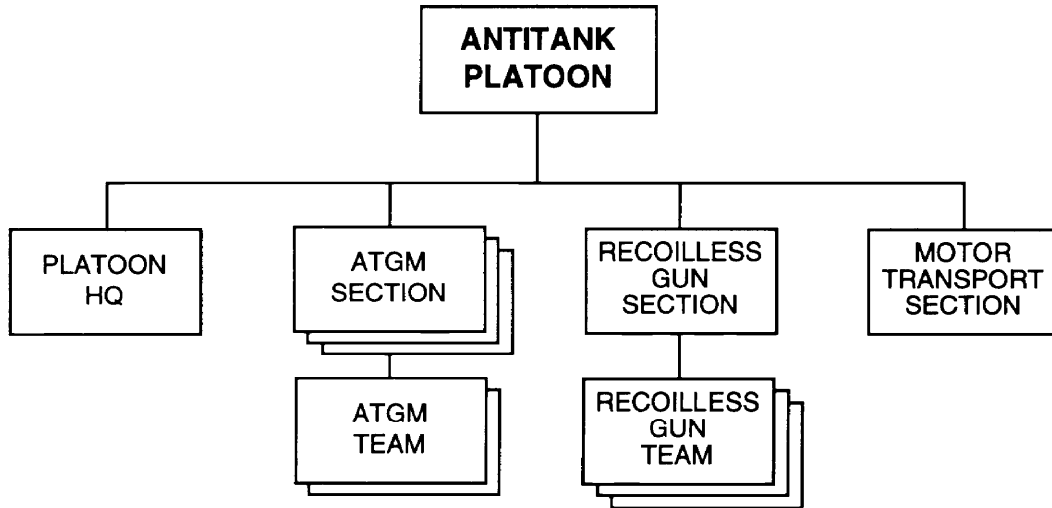 ANTITANK
PLATOON
PLATOON
HQ
ATGM
SECTION
RECOILLESS
GUN
SECTION
MOTOR
TRANSPORT
SECTION
ATGM
TEAM
RECOILLESS
GUN
TEAM